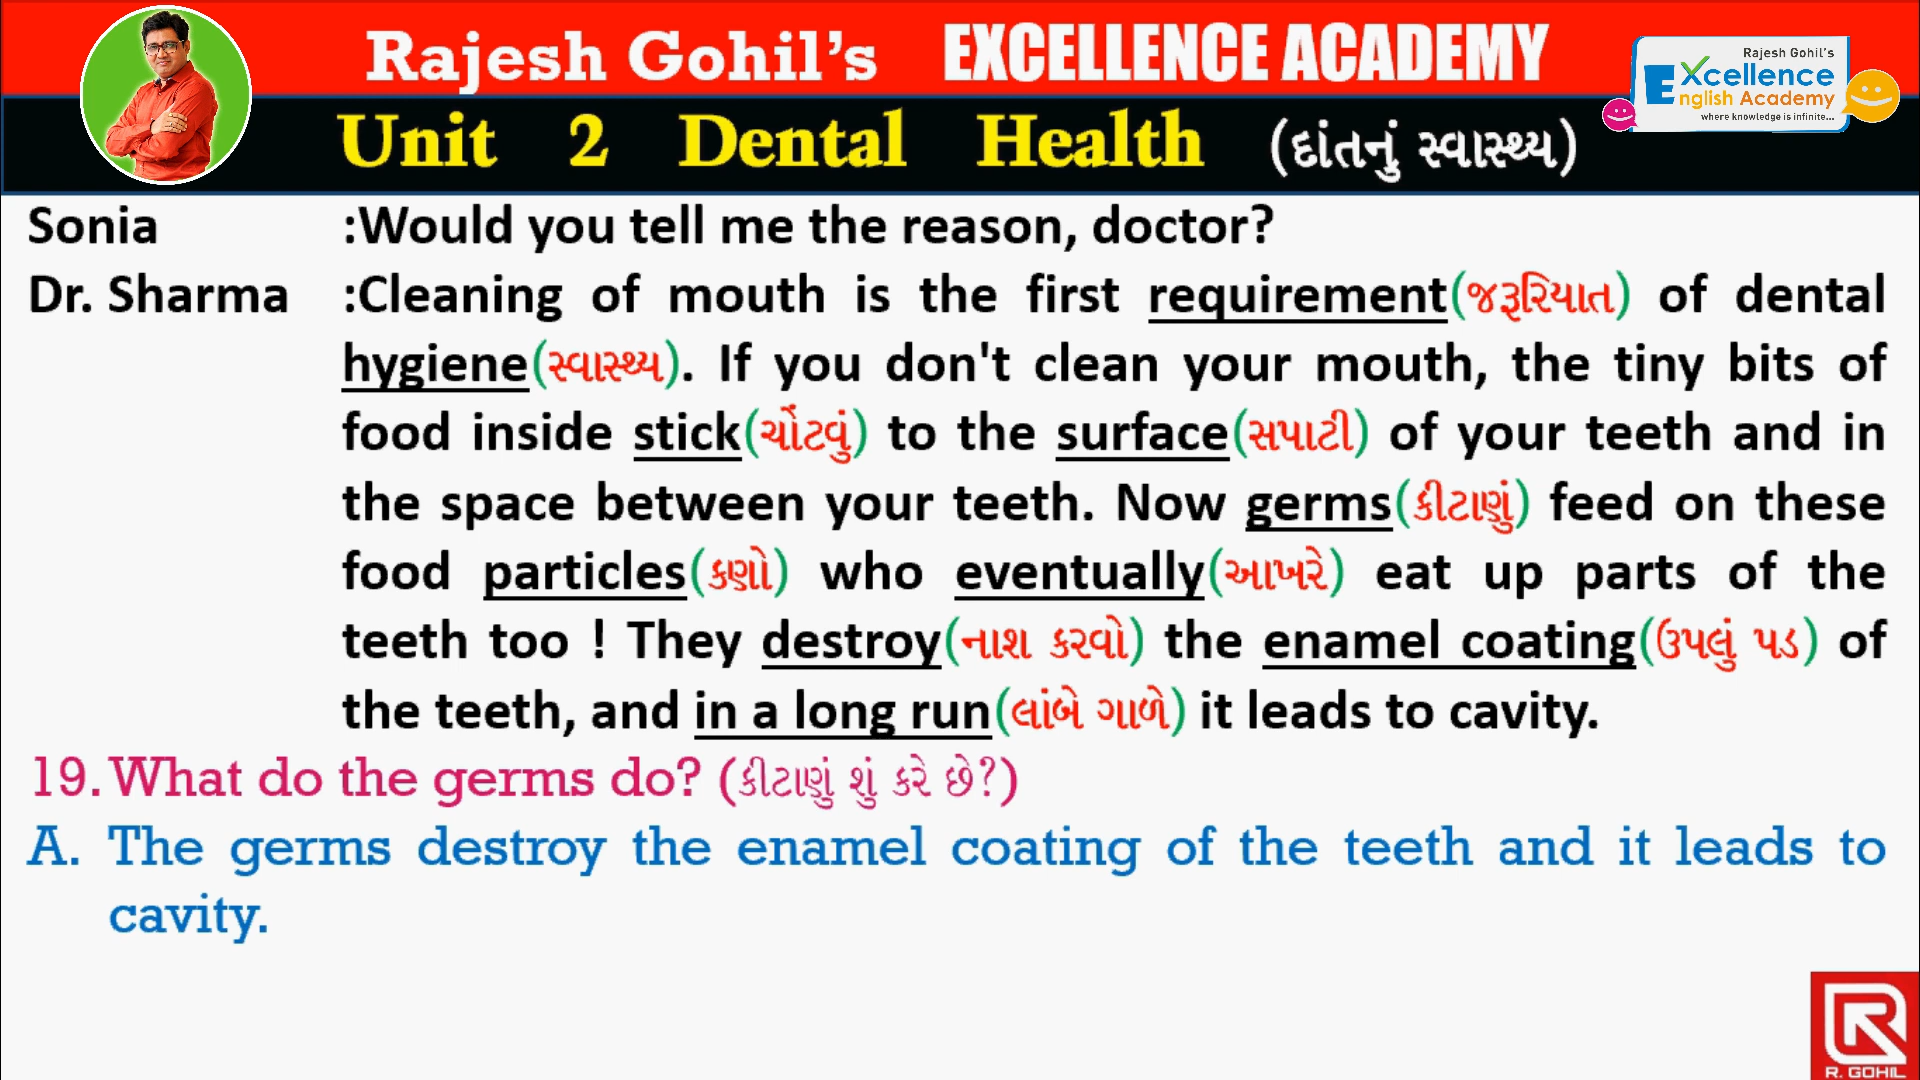 Rajesh Gohil's EXCELLENCE ACADEMY
Rajesh Gohil's
Excellence
English Academy
where knowledge is infinite...
Unit 2 Dental Health (દાંતનું સ્વાસ્થ્ય)
Sonia :Would you tell me the reason, doctor?
Dr. Sharma :Cleaning of mouth is the first requirement(જરૂરિયાત) of dental
hygiene(સ્વાસ્થ્ય). If you don't clean your mouth, the tiny bits of
food inside stick(ચોંટવું) to the surface(સપાટી) of your teeth and in
the space between your teeth. Now germs(કીટાણું) feed on these
food particles(કણો) who eventually(આખરે) eat up parts of the
teeth too ! They destroy(નાશ કરવો) the enamel coating(ઉપલું પડ) of
the teeth, and in a long run(લાંબે ગાળે) it leads to cavity.
19. What do the germs do? (કીટાણું શું કરે છે?)
A. The germs destroy the enamel coating of the teeth and it leads to
cavity.
R. GOHIL